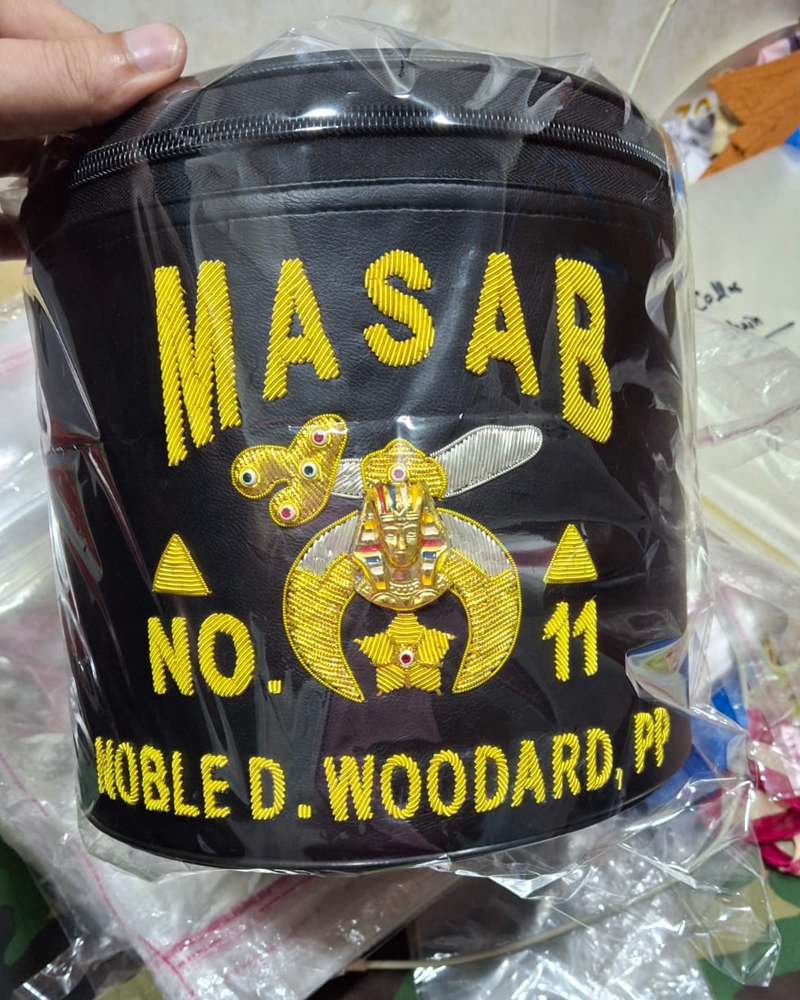 MASAB
NO. 11
NOBLE D. WOODARD, PP